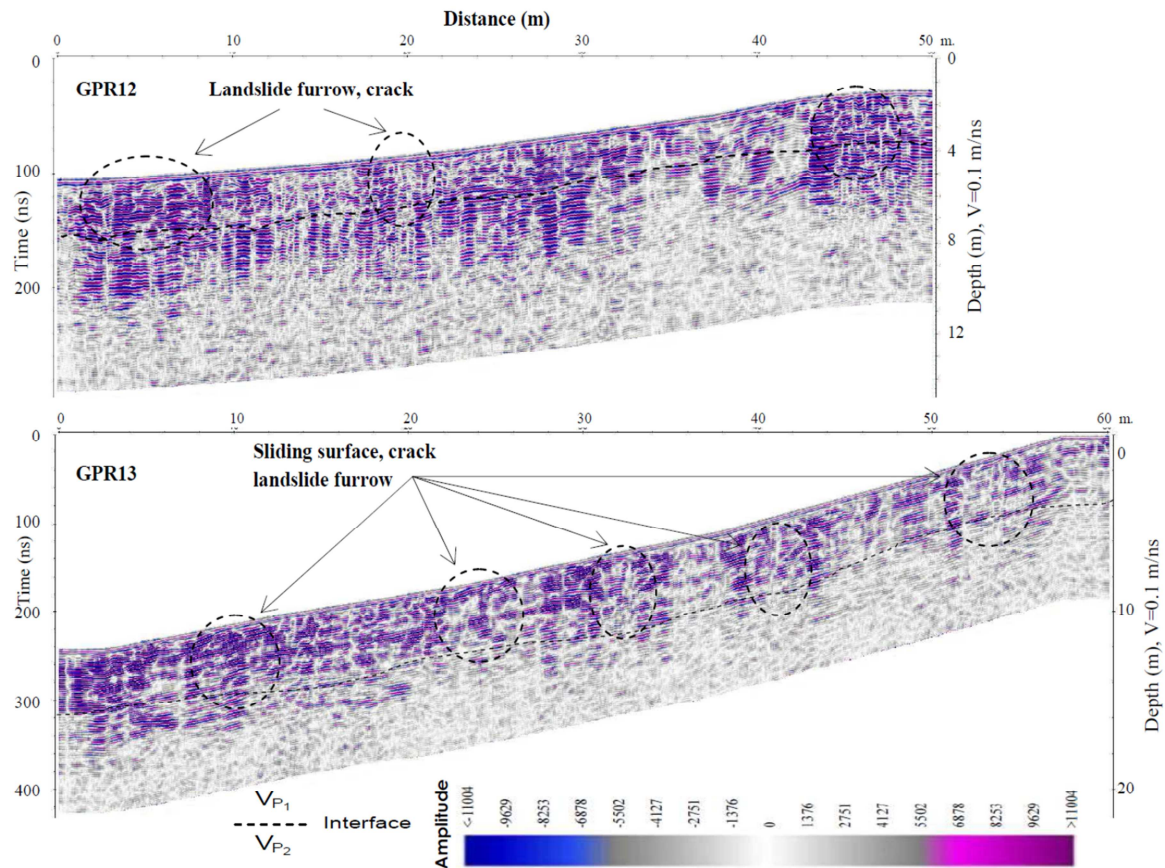 Distance (m)
0 10 20 30 40 50 m.
0
100
200
Time (ns)
GPR12
Landslide furrow, crack
0
4
8
12
Depth (m), V=0.1 m/ns
0 10 20 30 40 50 60 m.
0
100
200
300
400
Time (ns)
GPR13
Sliding surface, crack
landslide furrow
0
10
20
Depth (m), V=0.1 m/ns
VP1
Interface
VP2
Amplitude
<-11004 -9629 -8253 -6878 -5502 -4127 -2751 -1376 0 1376 2751 4127 5502 6878 8253 9629 >11004